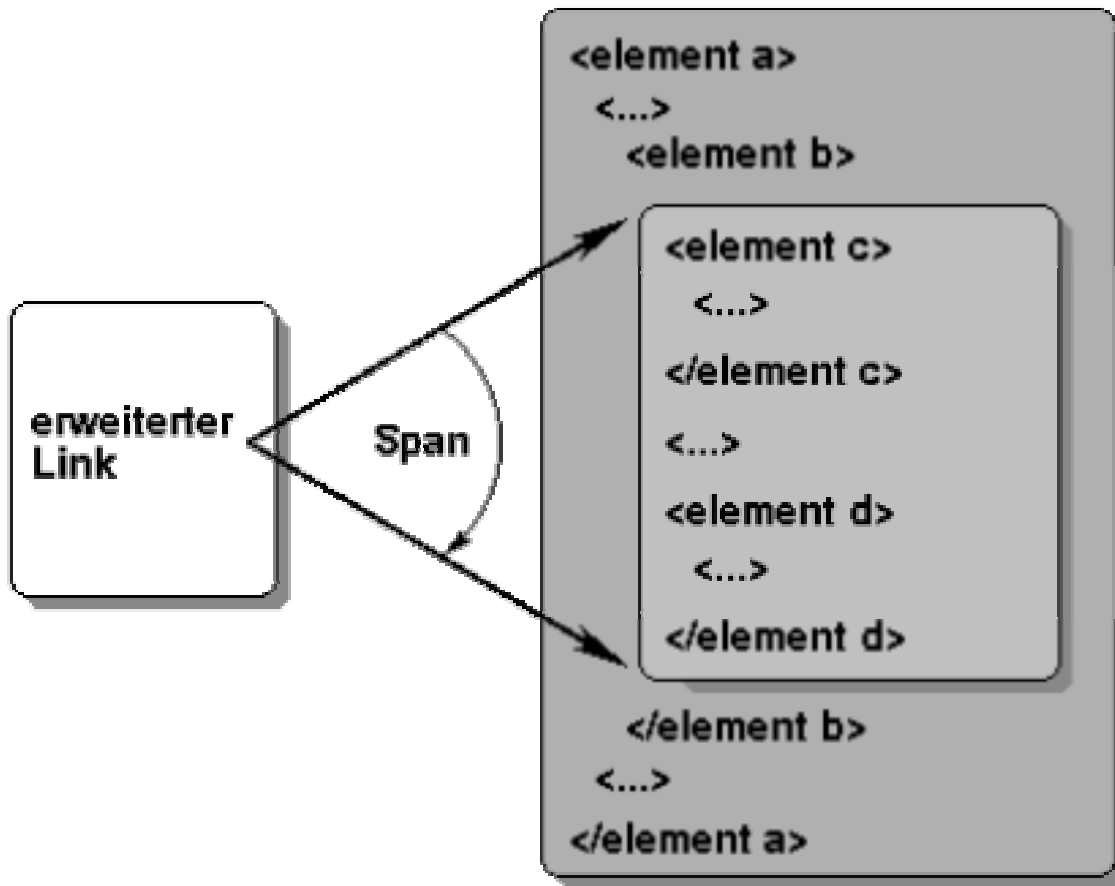 erweiterter
Link
Span
<element a>
<...>
<element b>
<element c>
<...>
</element c>
<...>
<element d>
<...>
</element d>
</element b>
<...>
</element a>